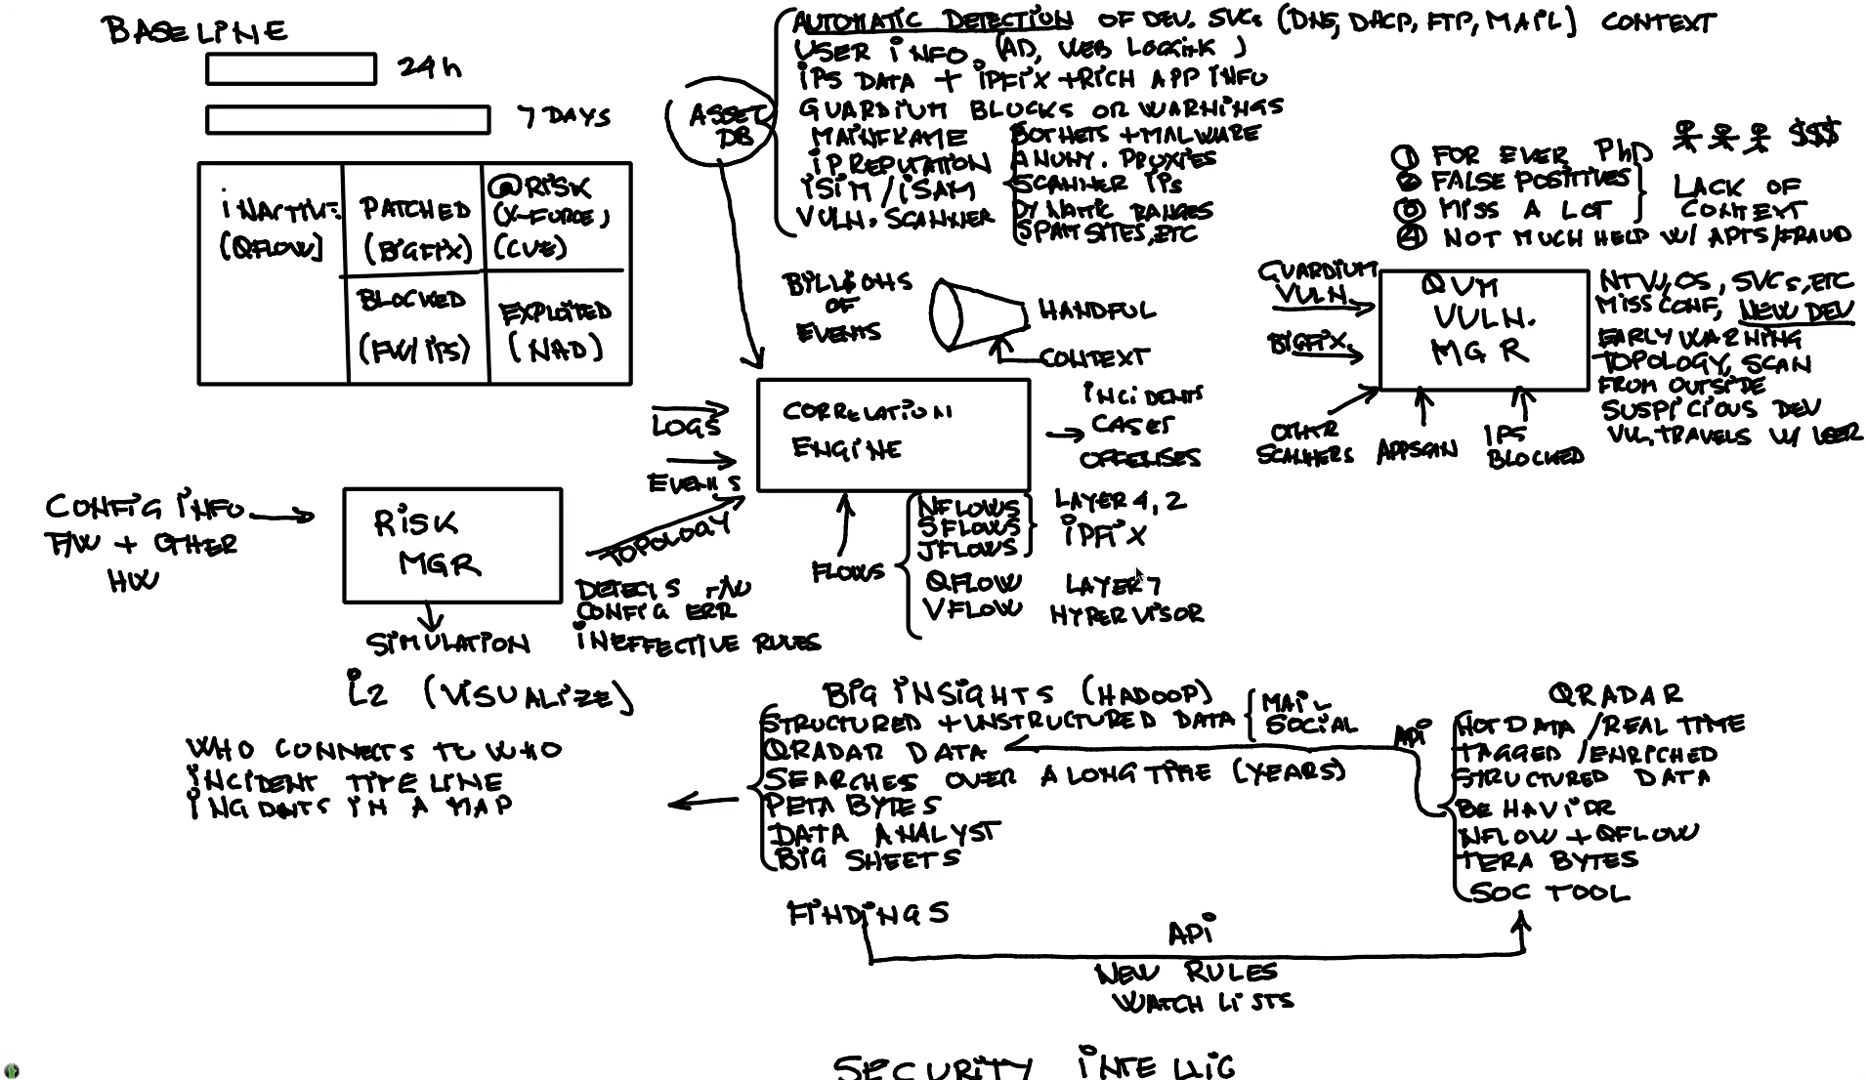 BASELINE
24h
7 DAYS
INACTIVE
(QFLOW)
PATCHED
(BIGFIX)
@RISK
(X-FORCE,
(CVE)
BLOCKED
(FW/IPS)
EXPLOITED
(NAD)
ASSET
DB
AUTOMATIC DETECTION OF DEV. SVCs (DNS, DHCP, FTP, MAIL) CONTEXT
USER INFO. (AD, WEB LOGGINK)
IPS DATA + IPFIX + RICH APP INFO
GUARDIUM BLOCKS OR WARNINGS
MAINFRAME
IP REPUTATION
ISIM/ISAM
VULN. SCANNER
BOTNETS + MALWARE
ANONY. PROXIES
SCANNER IPs
DYNAMIC RANGES
SPAM SITES, ETC
BILLIONS
OF
EVENTS
HANDFUL
CONTEXT
① FOR EVER PhD $$$
② FALSE POSITIVES
③ MISS A LOT
④ NOT MUCH HELP W/ APTS/FRAUD
LACK OF
CONTEXT
GUARDIUM
VULN.
BIGFIX.
QVM
VULN.
MGR
NTW, OS, SVCs, ETC
MISSCONF, NEW DEV
EARLY WARNING
TOPOLOGY, SCAN
FROM OUTSIDE
SUSPICIOUS DEV
VUL. TRAVELS W/ USER
OTHER
SCANNERS
APPSCAN
IPS
BLOCKED
LOGS
EVENTS
CORRELATION
ENGINE
INCIDENTS
CASES
OFFENSES
CONFIG INFO
F/W + OTHER
HW
RISK
MGR
SIMULATION
TOPOLOGY
DETECTS F/W
CONFIG ERR
INEFFECTIVE RULES
FLOWS
NFLOWS
SFLOWS
JFLOWS
LAYER 4, 2
IPFIX
QFLOW LAYER 7
VFLOW HYPERVISOR
i2 (VISUALIZE)
WHO CONNECTS TO WHO
INCIDENT TIME LINE
INCIDNTS IN A MAP
BIG INSIGHTS (HADOOP)
STRUCTURED + UNSTRUCTURED DATA
MAIL
SOCIAL
QRADAR DATA
SEARCHES OVER A LONG TIME (YEARS)
PETA BYTES
DATA ANALYST
BIG SHEETS
API
QRADAR
HOT DATA / REAL TIME
TAGGED / ENRICHED
STRUCTURED DATA
BEHAVIOR
NFLOW + QFLOW
TERA BYTES
SOC TOOL
FINDINGS
API
NEW RULES
WATCH LISTS
SECURITY INTELLIG